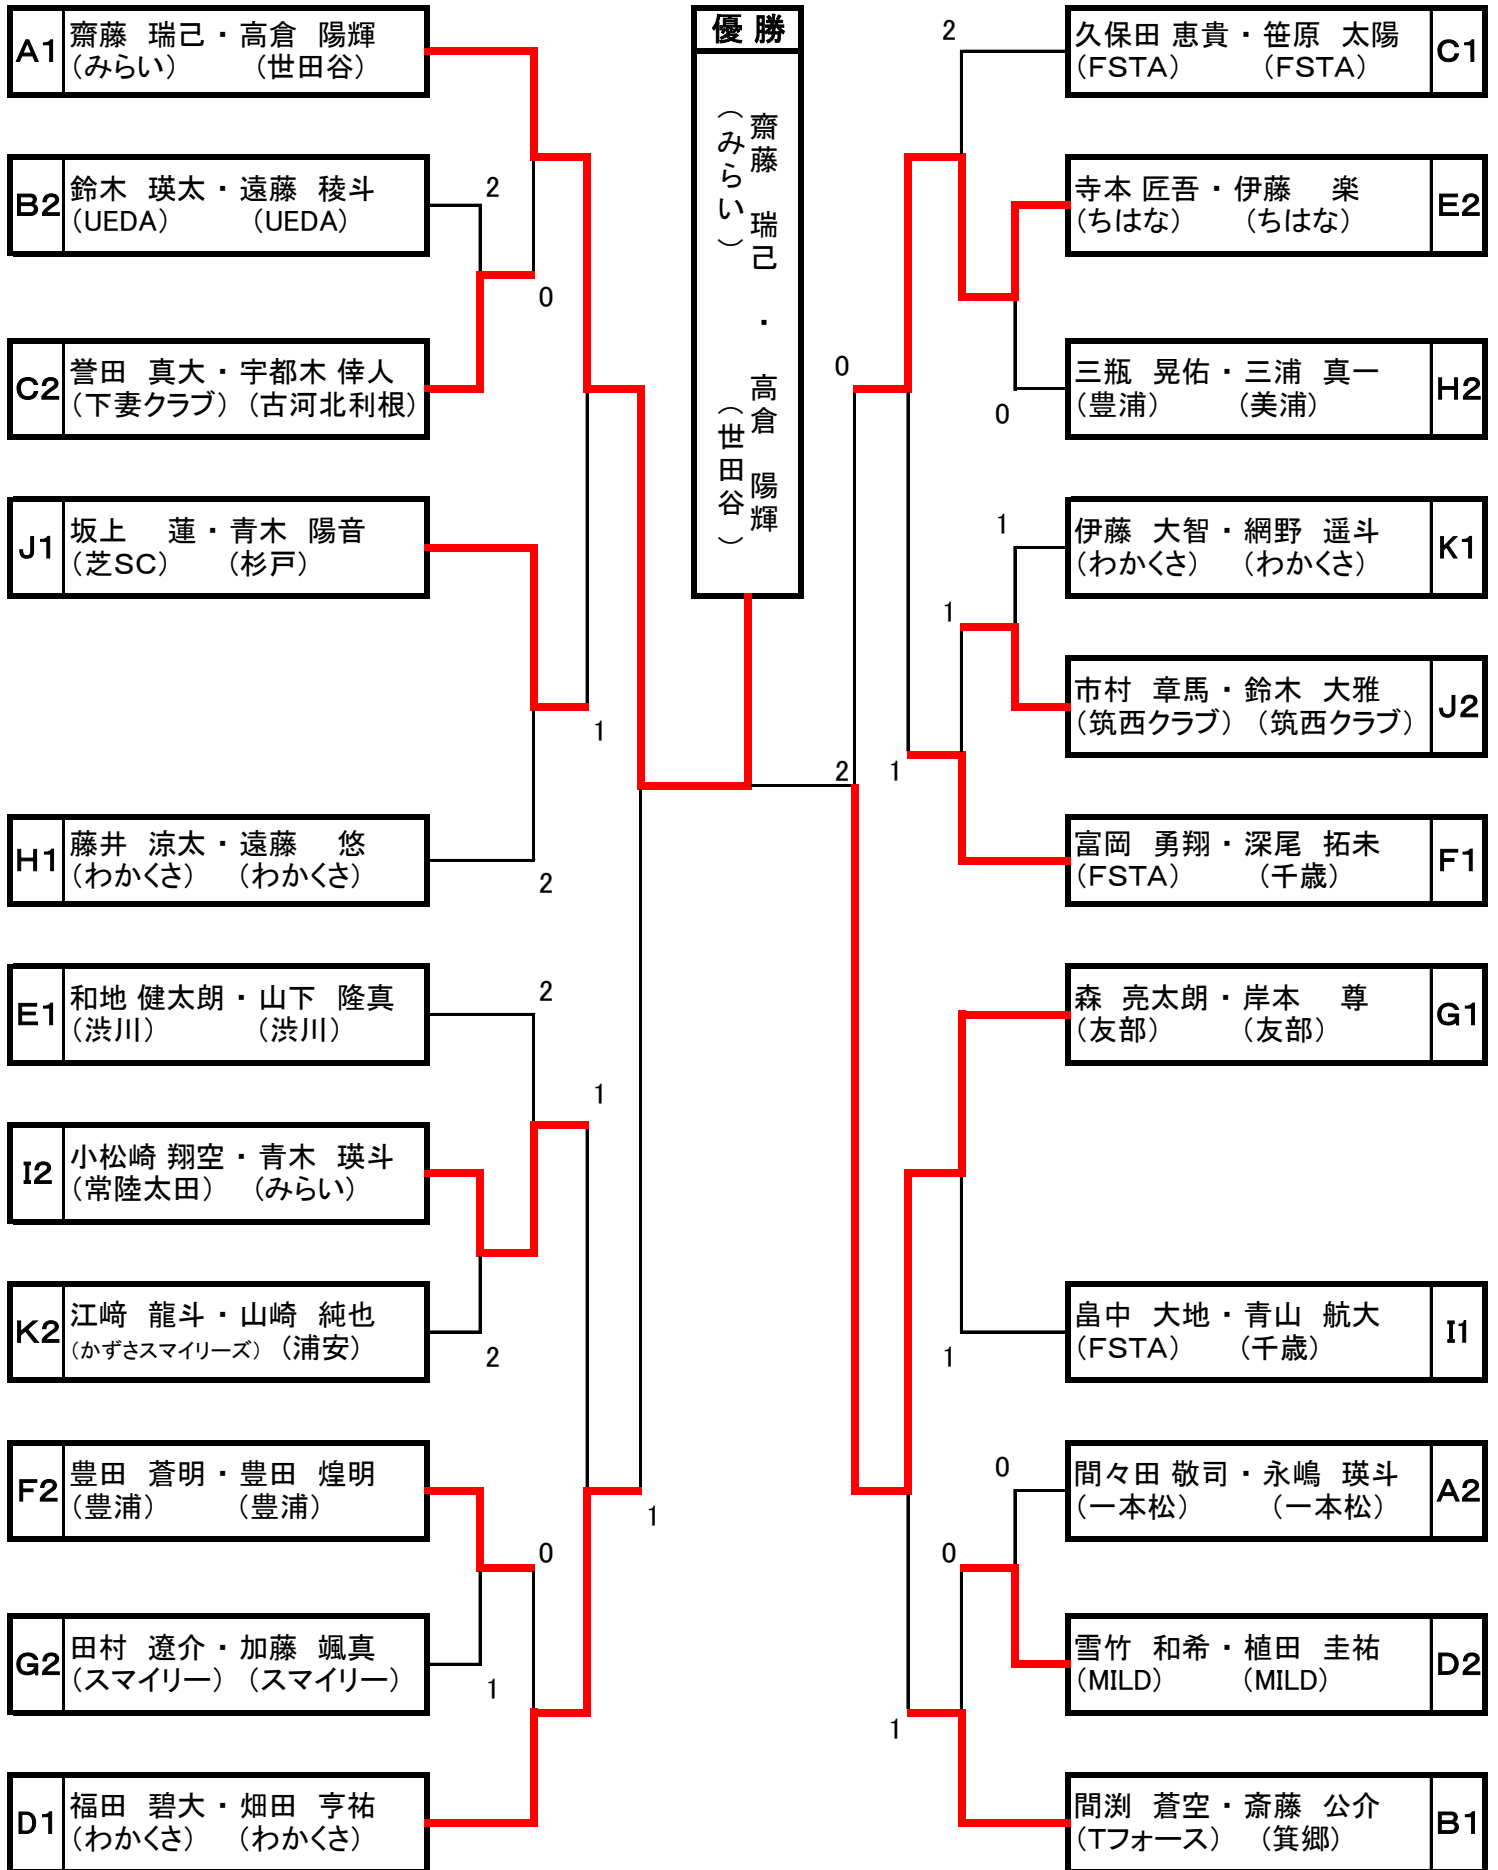 A1
齋藤　瑞己・高倉　陽輝
(みらい)　(世田谷)
B2
鈴木　瑛太・遠藤　稜斗
(UEDA)　(UEDA)
2
0
C2
誉田　真大・宇都木 倖人
(下妻クラブ)　(古河北利根)
J1
坂上　蓮・青木　陽音
(芝SC)　(杉戸)
1
H1
藤井　涼太・遠藤　悠
(わかくさ)　(わかくさ)
2
E1
和地 健太朗・山下　隆真
(渋川)　(渋川)
2
1
I2
小松崎 翔空・青木　瑛斗
(常陸太田)　(みらい)
K2
江﨑　龍斗・山崎　純也
(かずさスマイリーズ)　(浦安)
2
F2
豊田　蒼明・豊田　煌明
(豊浦)　(豊浦)
1
0
G2
田村　遼介・加藤　颯真
(スマイリー)　(スマイリー)
1
D1
福田　碧大・畑田　亨祐
(わかくさ)　(わかくさ)
優勝
齋藤　瑞己　・　高倉　陽輝
(みらい)　(世田谷)
2
久保田 恵貴・笹原　太陽
(FSTA)　(FSTA)
C1
寺本 匠吾・伊藤　楽
(ちはな)　(ちはな)
E2
0
三瓶　晃佑・三浦　真一
(豊浦)　(美浦)
H2
0
1
伊藤　大智・網野　遥斗
(わかくさ)　(わかくさ)
K1
1
市村　章馬・鈴木　大雅
(筑西クラブ)　(筑西クラブ)
J2
2
1
富岡　勇翔・深尾　拓未
(FSTA)　(千歳)
F1
森　亮太朗・岸本　尊
(友部)　(友部)
G1
畠中　大地・青山　航大
(FSTA)　(千歳)
I1
1
0
間々田 敬司・永嶋　瑛斗
(一本松)　(一本松)
A2
0
雪竹　和希・植田　圭祐
(MILD)　(MILD)
D2
1
間渕　蒼空・斎藤　公介
(Tフォース)　(箕郷)
B1